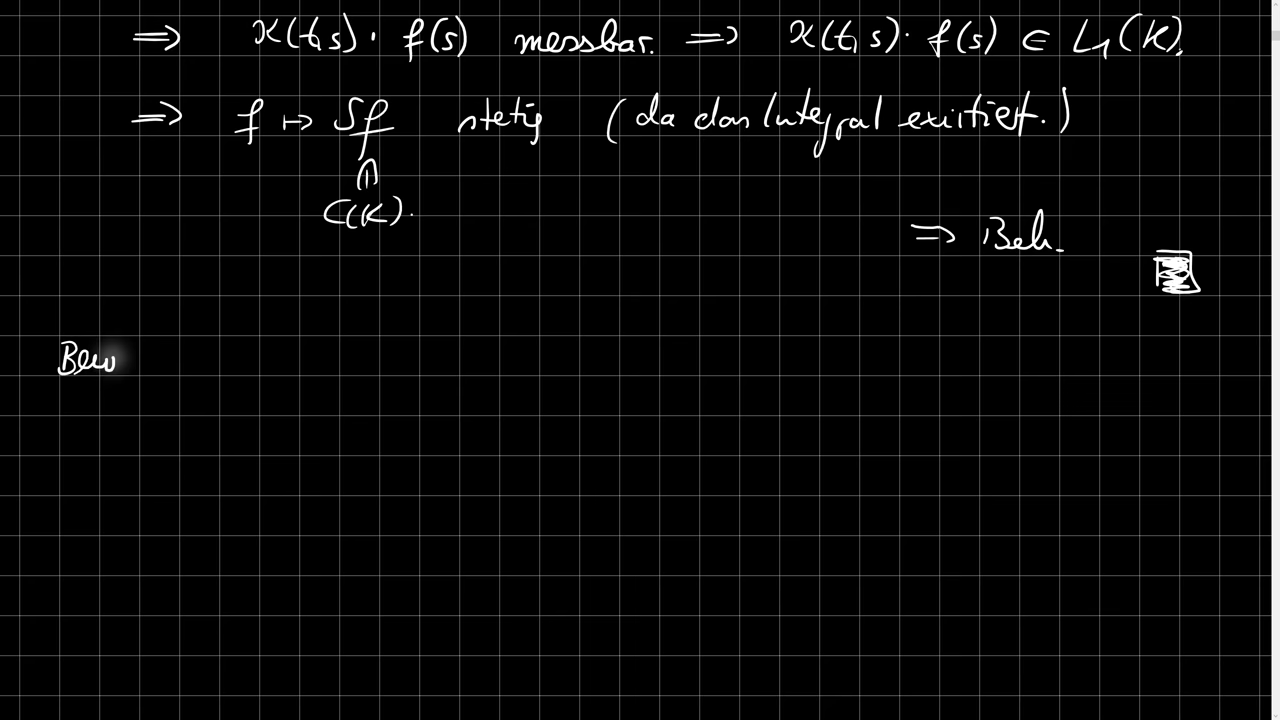 ⇒ ϰ(t,s) · f(s) messbar. ⇒ ϰ(t,s) · f(s) ∈ L₁(K).
⇒ f ↦ Sf stetig (da das Integral existiert.)
∈
C(K).
⇒ Beh.
Bew